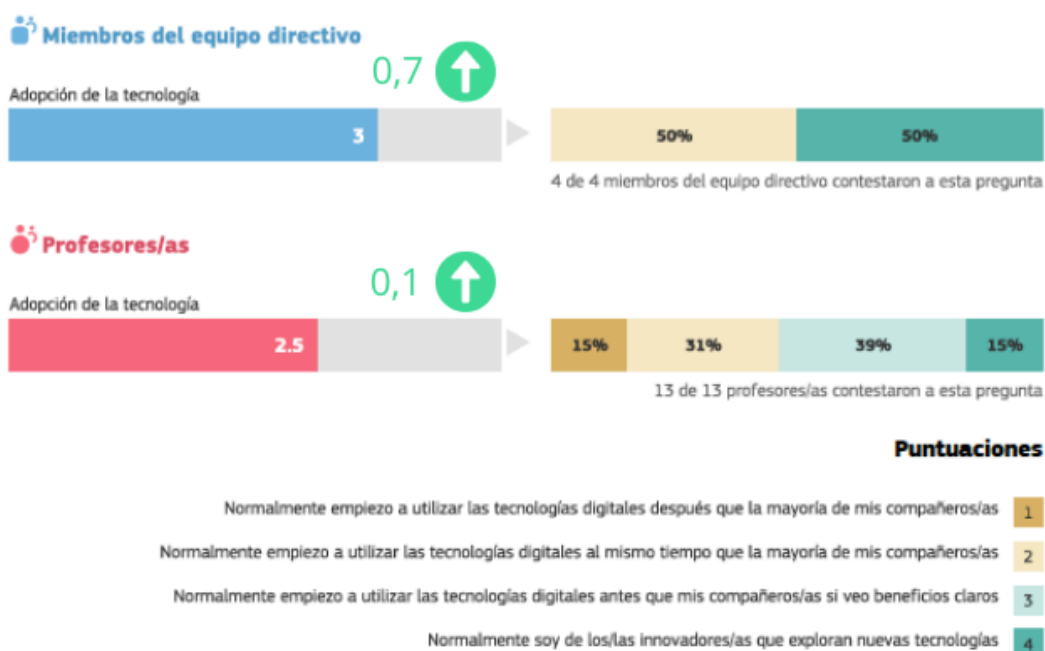 Miembros del equipo directivo
0,7
Adopción de la tecnología
3
50% 50%
4 de 4 miembros del equipo directivo contestaron a esta pregunta
Profesores/as
0,1
Adopción de la tecnología
2.5
15% 31% 39% 15%
13 de 13 profesores/as contestaron a esta pregunta
Puntuaciones
Normalmente empiezo a utilizar las tecnologías digitales después que la mayoría de mis compañeros/as 1
Normalmente empiezo a utilizar las tecnologías digitales al mismo tiempo que la mayoría de mis compañeros/as 2
Normalmente empiezo a utilizar las tecnologías digitales antes que mis compañeros/as si veo beneficios claros 3
Normalmente soy de los/las innovadores/as que exploran nuevas tecnologías 4